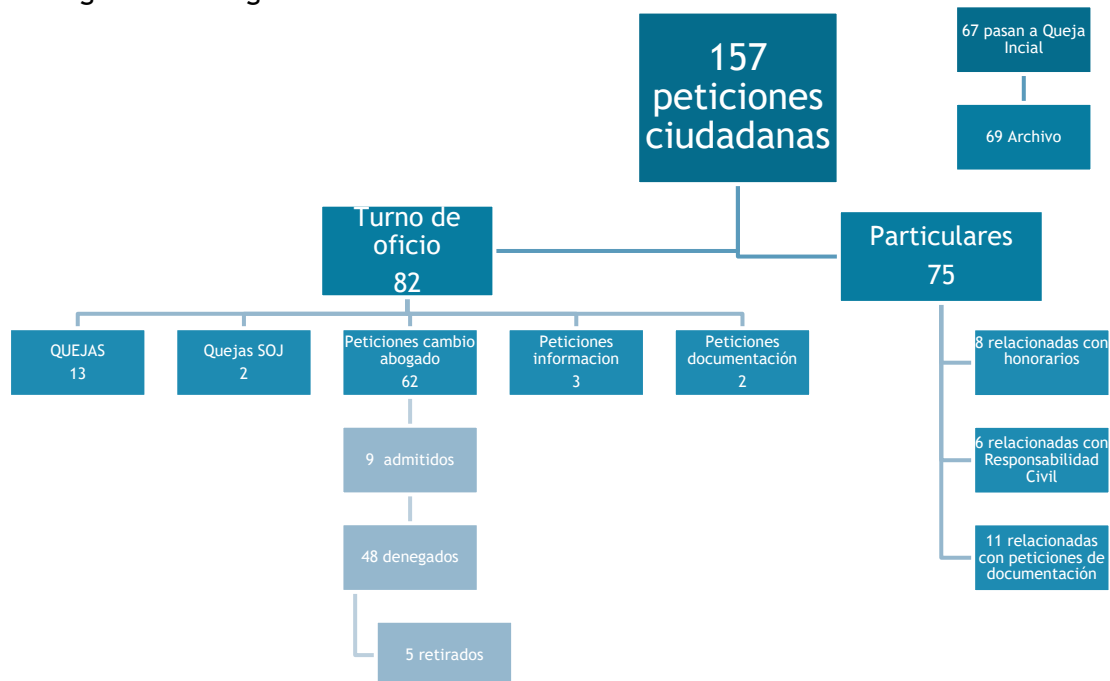 157
peticiones
ciudadanas
67 pasan a Queja
Incial
69 Archivo
Turno de
oficio
82
Particulares
75
QUEJAS
13
Quejas SOJ
2
Peticiones cambio
abogado
62
Peticiones
informacion
3
Peticiones
documentación
2
9 admitidos
48 denegados
5 retirados
8 relacionadas con
honorarios
6 relacionadas con
Responsabilidad
Civil
11 relacionadas
con peticiones de
documentación